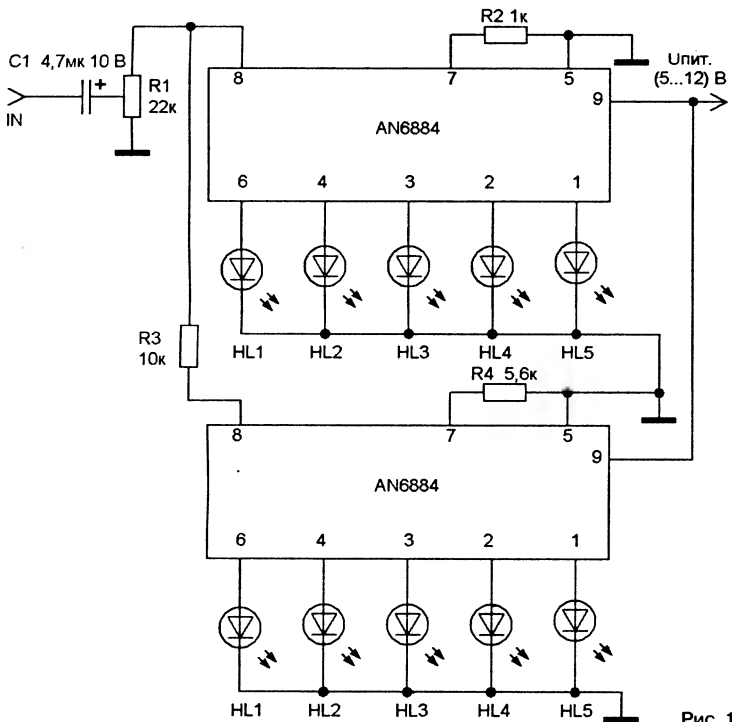 R2 1к
C1 4,7мк 10 В
+
R1
22к
IN
8
7
5
9
Uпит.
(5...12) В
AN6884
6
4
3
2
1
HL1
HL2
HL3
HL4
HL5
R3
10к
R4 5,6к
8
7
5
9
AN6884
6
4
3
2
1
HL1
HL2
HL3
HL4
HL5
Рис. 1